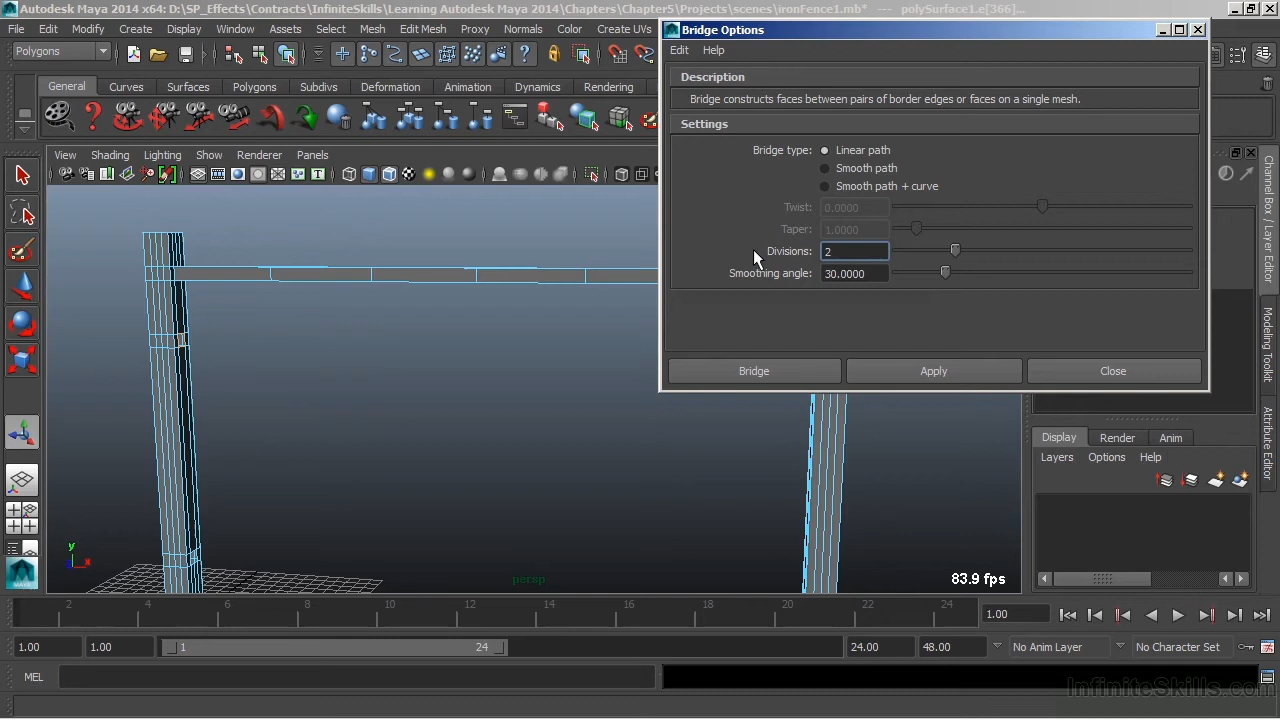 Autodesk Maya 2014 x64: D:\SP_Effects\Contracts\InfiniteSkills\Learning Autodesk Maya 2014\Chapters\Chapter5\Projects\scenes\ironFence1.mb* --- polySurface1.e[366]...
File Edit Modify Create Display Window Assets Select Mesh Edit Mesh Proxy Normals Color Create UVs
Polygons
General Curves Surfaces Polygons Subdivs Deformation Animation Dynamics Rendering
View Shading Lighting Show Renderer Panels
Bridge Options
Edit Help
Description
Bridge constructs faces between pairs of border edges or faces on a single mesh.
Settings
Bridge type: Linear path
Smooth path
Smooth path + curve
Twist: 0.0000
Taper: 1.0000
Divisions: 2
Smoothing angle: 30.0000
Bridge Apply Close
Channel Box / Layer Editor
Modeling Toolkit
Attribute Editor
Display Render Anim
Layers Options Help
y
x
persp
83.9 fps
2 4 6 8 10 12 14 16 18 20 22 24
1.00
1.00 1.00 1 24 24.00 48.00 No Anim Layer No Character Set
MEL
InfiniteSkills.com